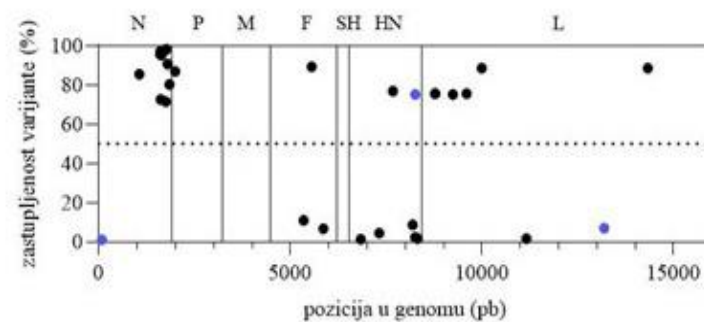 N P M F SH HN L
zastupljenost varijante (%)
100
80
60
40
20
0
0 5000 10000 15000
pozicija u genomu (pb)